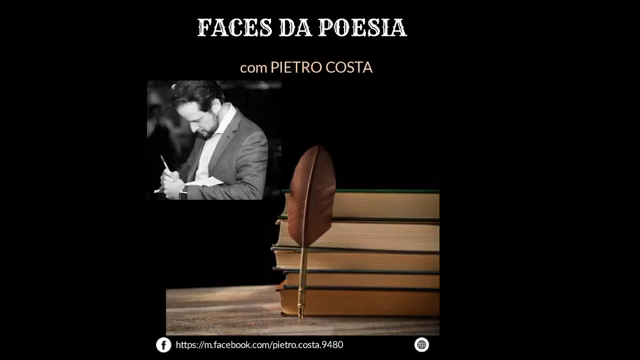 FACES DA POESIA
com PIETRO COSTA
https://m.facebook.com/pietro.costa.9480